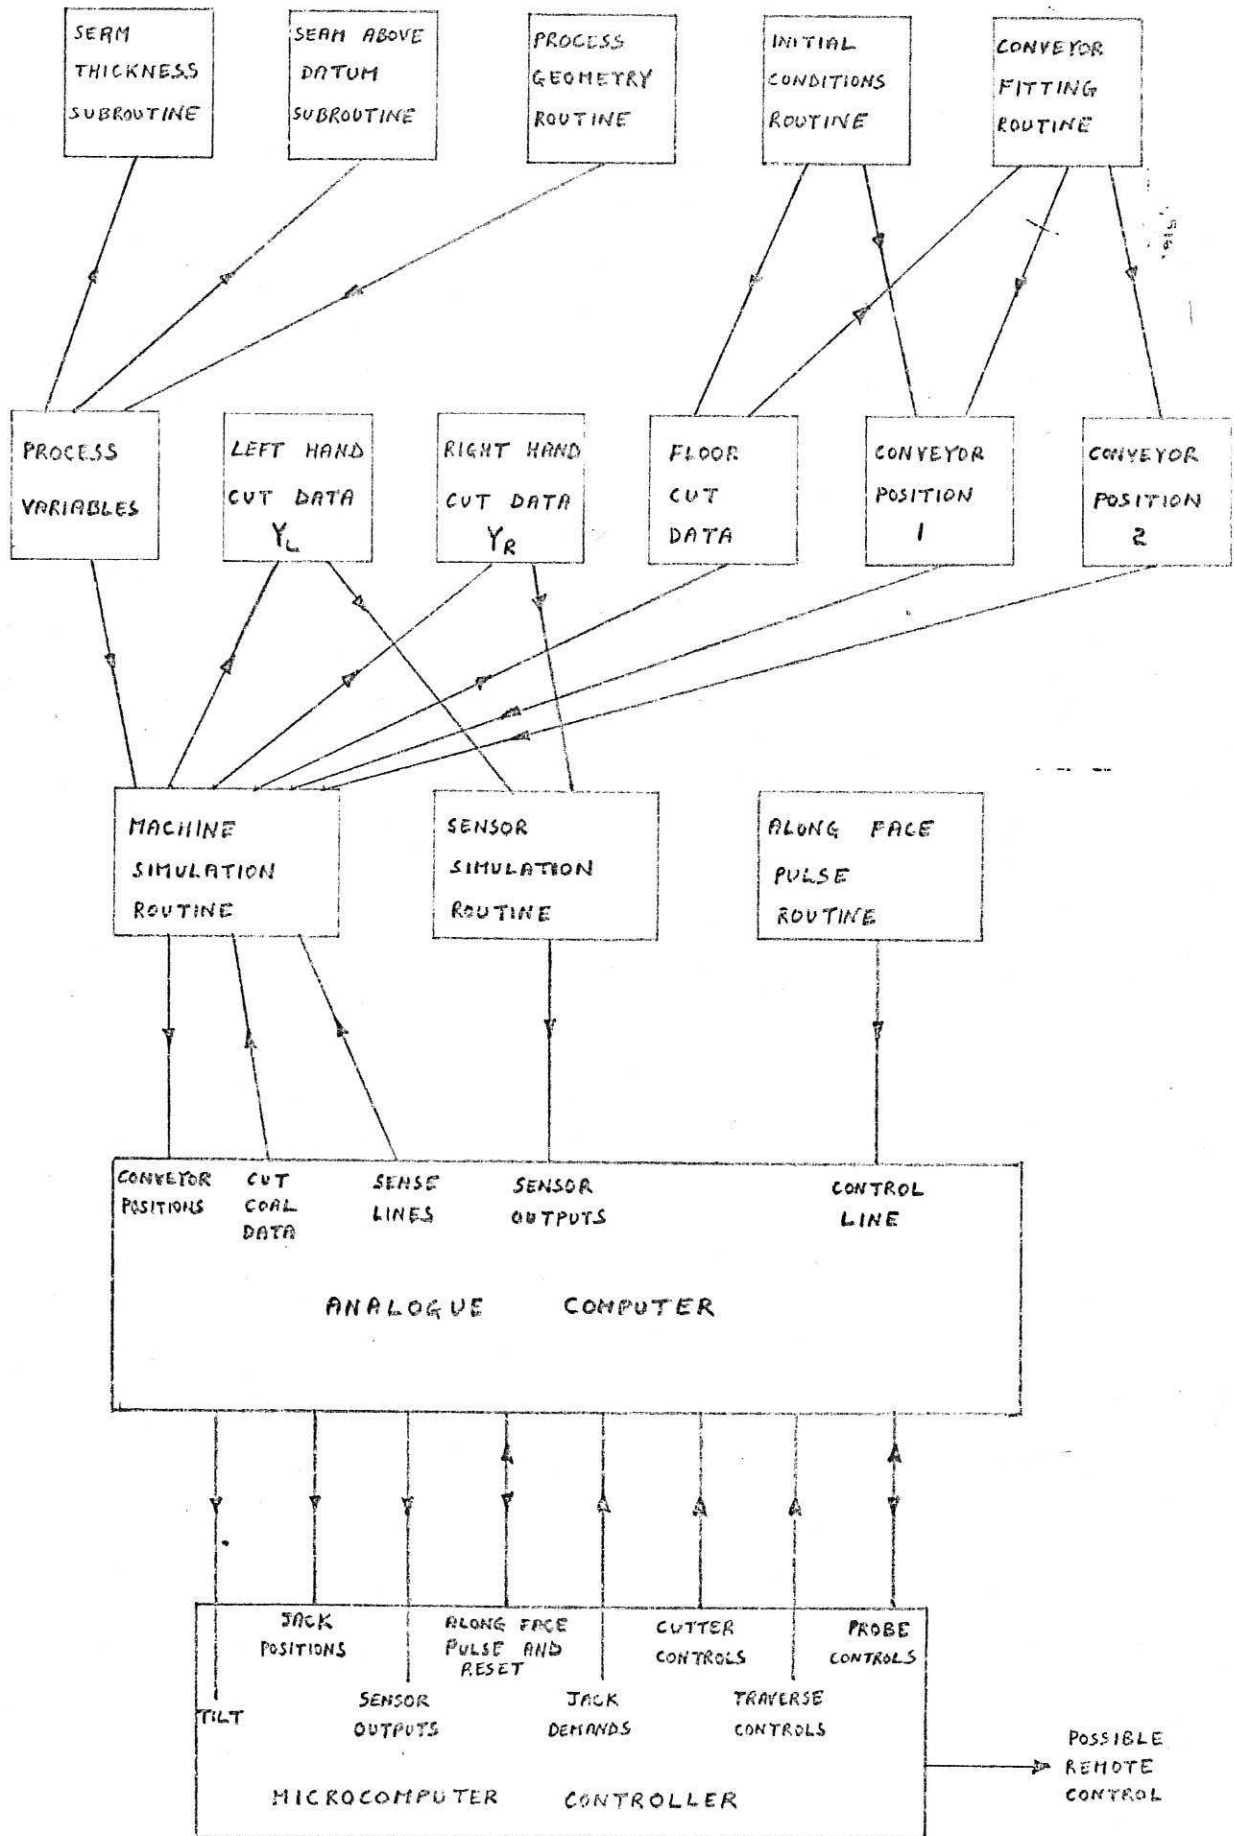 SEAM
THICKNESS
SUBROUTINE
SEAM ABOVE
DATUM
SUBROUTINE
PROCESS
GEOMETRY
ROUTINE
INITIAL
CONDITIONS
ROUTINE
CONVEYOR
FITTING
ROUTINE
PROCESS
VARIABLES
LEFT HAND
CUT DATA
YL
RIGHT HAND
CUT DATA
YR
FLOOR
CUT
DATA
CONVEYOR
POSITION
1
CONVEYOR
POSITION
2
MACHINE
SIMULATION
ROUTINE
SENSOR
SIMULATION
ROUTINE
ALONG FACE
PULSE
ROUTINE
CONVEYOR
POSITIONS
CUT
COAL
DATA
SENSE
LINES
SENSOR
OUTPUTS
CONTROL
LINE
ANALOGUE COMPUTER
TILT
JACK
POSITIONS
SENSOR
OUTPUTS
ALONG FACE
PULSE AND
RESET
JACK
DEMANDS
CUTTER
CONTROLS
TRAVERSE
CONTROLS
PROBE
CONTROLS
MICROCOMPUTER CONTROLLER
POSSIBLE
REMOTE
CONTROL